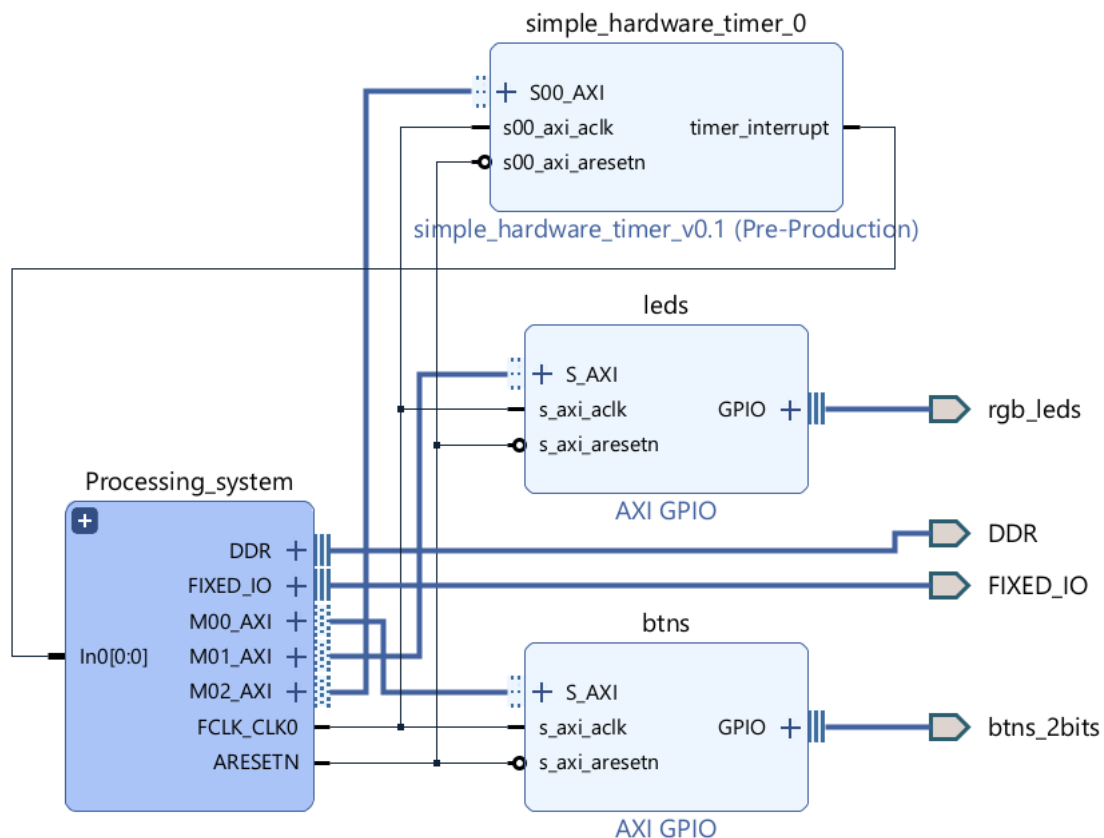 simple_hardware_timer_0
S00_AXI
s00_axi_aclk
timer_interrupt
s00_axi_aresetn
simple_hardware_timer_v0.1 (Pre-Production)
leds
S_AXI
s_axi_aclk
GPIO
s_axi_aresetn
rgb_leds
AXI GPIO
Processing_system
DDR
FIXED_IO
M00_AXI
In0[0:0]
M01_AXI
M02_AXI
FCLK_CLK0
ARESETN
DDR
FIXED_IO
btns
S_AXI
s_axi_aclk
GPIO
s_axi_aresetn
btns_2bits
AXI GPIO